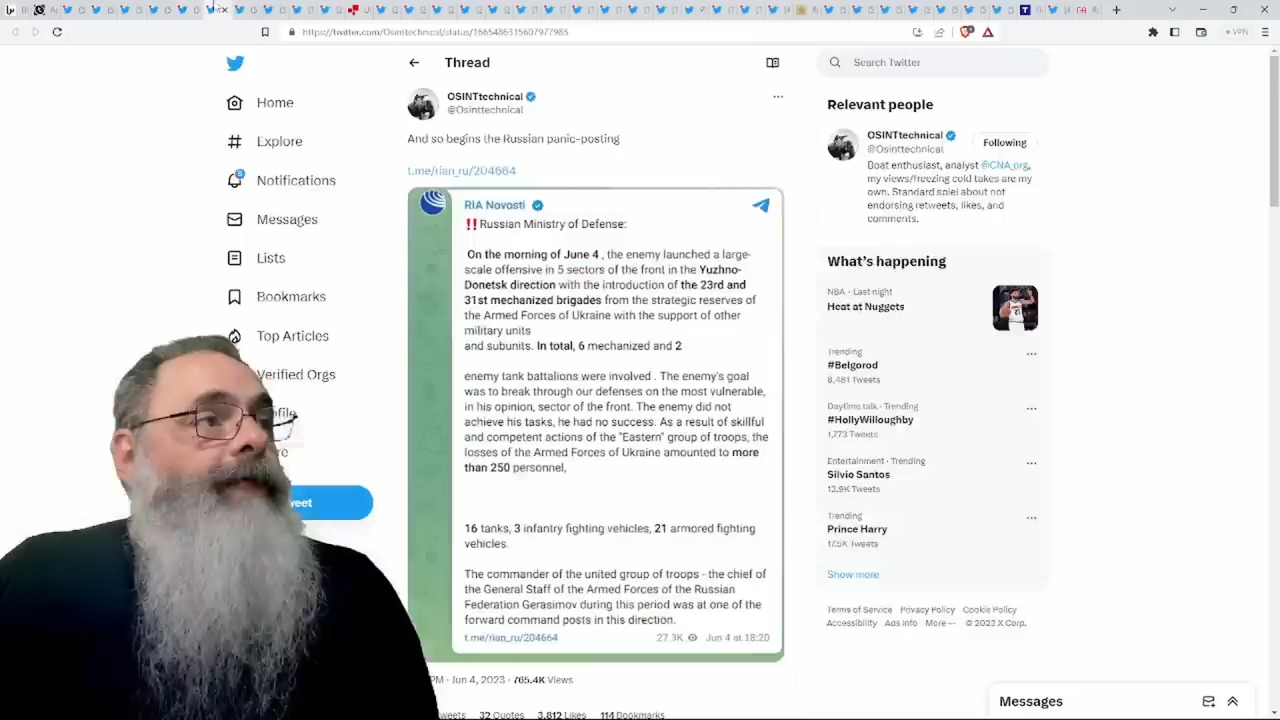 https://twitter.com/Osinttechnical/status/1665486315607977985
VPN
Home
Explore
Notifications
Messages
Lists
Bookmarks
Top Articles
Verified Orgs
Thread
OSINTtechnical
@Osinttechnical
And so begins the Russian panic-posting
t.me/rian_ru/204664
RIA Novosti
‼Russian Ministry of Defense:
On the morning of June 4 , the enemy launched a large-
scale offensive in 5 sectors of the front in the Yuzhno-
Donetsk direction with the introduction of the 23rd and
31st mechanized brigades from the strategic reserves of
the Armed Forces of Ukraine with the support of other
military units
and subunits. In total, 6 mechanized and 2
enemy tank battalions were involved . The enemy's goal
was to break through our defenses on the most vulnerable,
in his opinion, sector of the front. The enemy did not
achieve his tasks, he had no success. As a result of skillful
and competent actions of the "Eastern" group of troops, the
losses of the Armed Forces of Ukraine amounted to more
than 250 personnel,
16 tanks, 3 infantry fighting vehicles, 21 armored fighting
vehicles.
The commander of the united group of troops - the chief of
the General Staff of the Armed Forces of the Russian
Federation Gerasimov during this period was at one of the
forward command posts in this direction.
t.me/rian_ru/204664 27.3K Jun 4 at 18:20
PM · Jun 4, 2023 · 765.4K Views
32 Quotes 3,812 Likes 114 Bookmarks
Search Twitter
Relevant people
OSINTtechnical
@Osinttechnical
Following
Boat enthusiast, analyst @CNA_org,
my views/freezing cold takes are my
own. Standard spiel about not
endorsing retweets, likes, and
comments.
What's happening
NBA · Last night
Heat at Nuggets
Trending
#Belgorod
8,481 Tweets
Daytime talk · Trending
#HollyWilloughby
1,773 Tweets
Entertainment · Trending
Silvio Santos
13.9K Tweets
Trending
Prince Harry
17.5K Tweets
Show more
Terms of Service Privacy Policy Cookie Policy
Accessibility Ads info More ··· © 2023 X Corp.
Messages